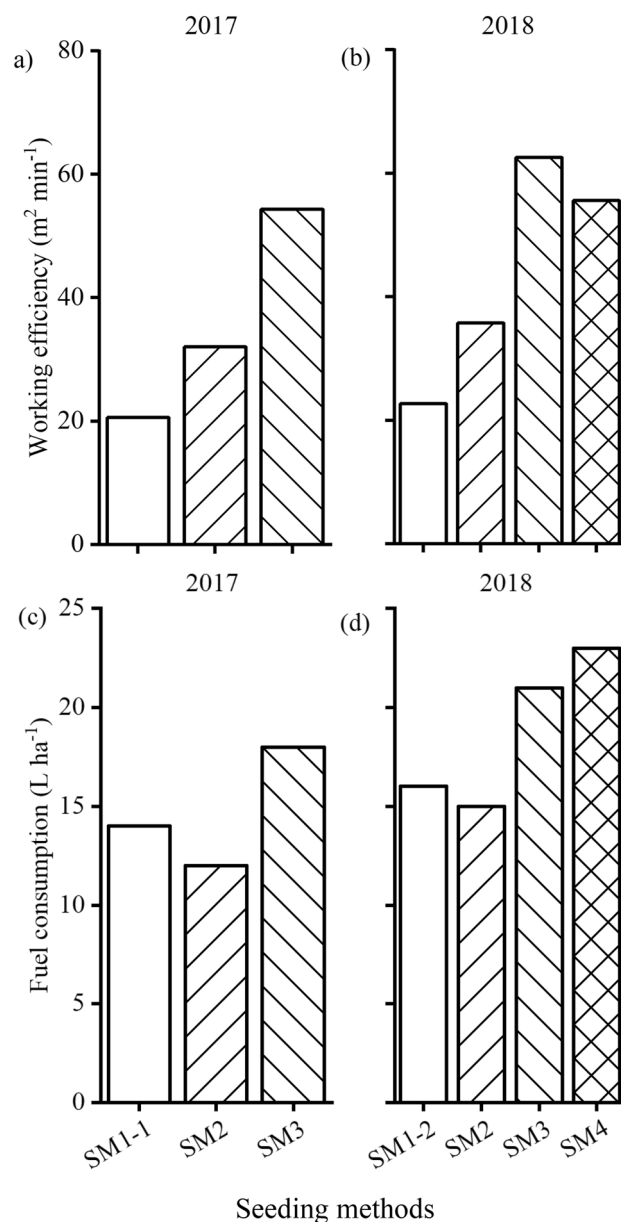 2017
2018
a)
(b)
80
60
40
20
0
Working efficiency (m² min⁻¹)
2017
2018
(c)
(d)
25
20
15
10
5
0
Fuel consumption (L ha⁻¹)
SM1-1
SM2
SM3
SM1-2
SM2
SM3
SM4
Seeding methods